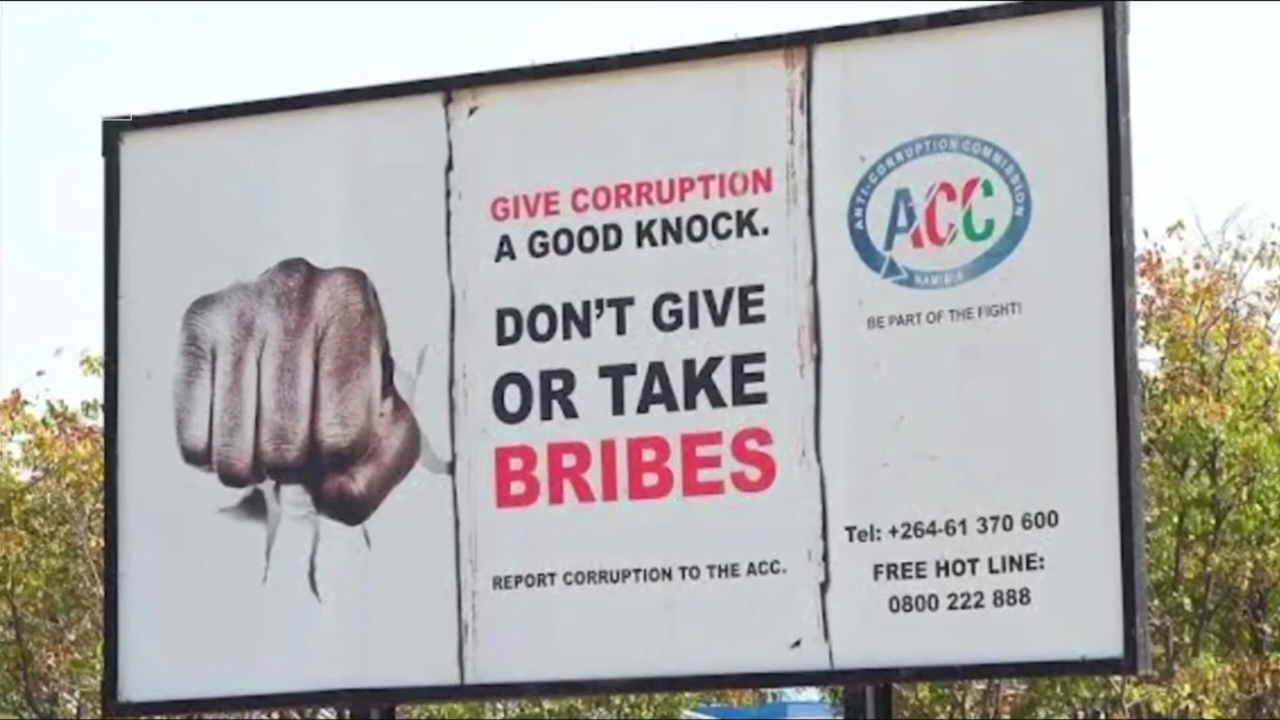 GIVE CORRUPTION
A GOOD KNOCK.
DON'T GIVE
OR TAKE
BRIBES
REPORT CORRUPTION TO THE ACC.
ANTI-CORRUPTION COMMISSION
ACC
NAMIBIA
BE PART OF THE FIGHT!
Tel: +264-61 370 600
FREE HOT LINE:
0800 222 888